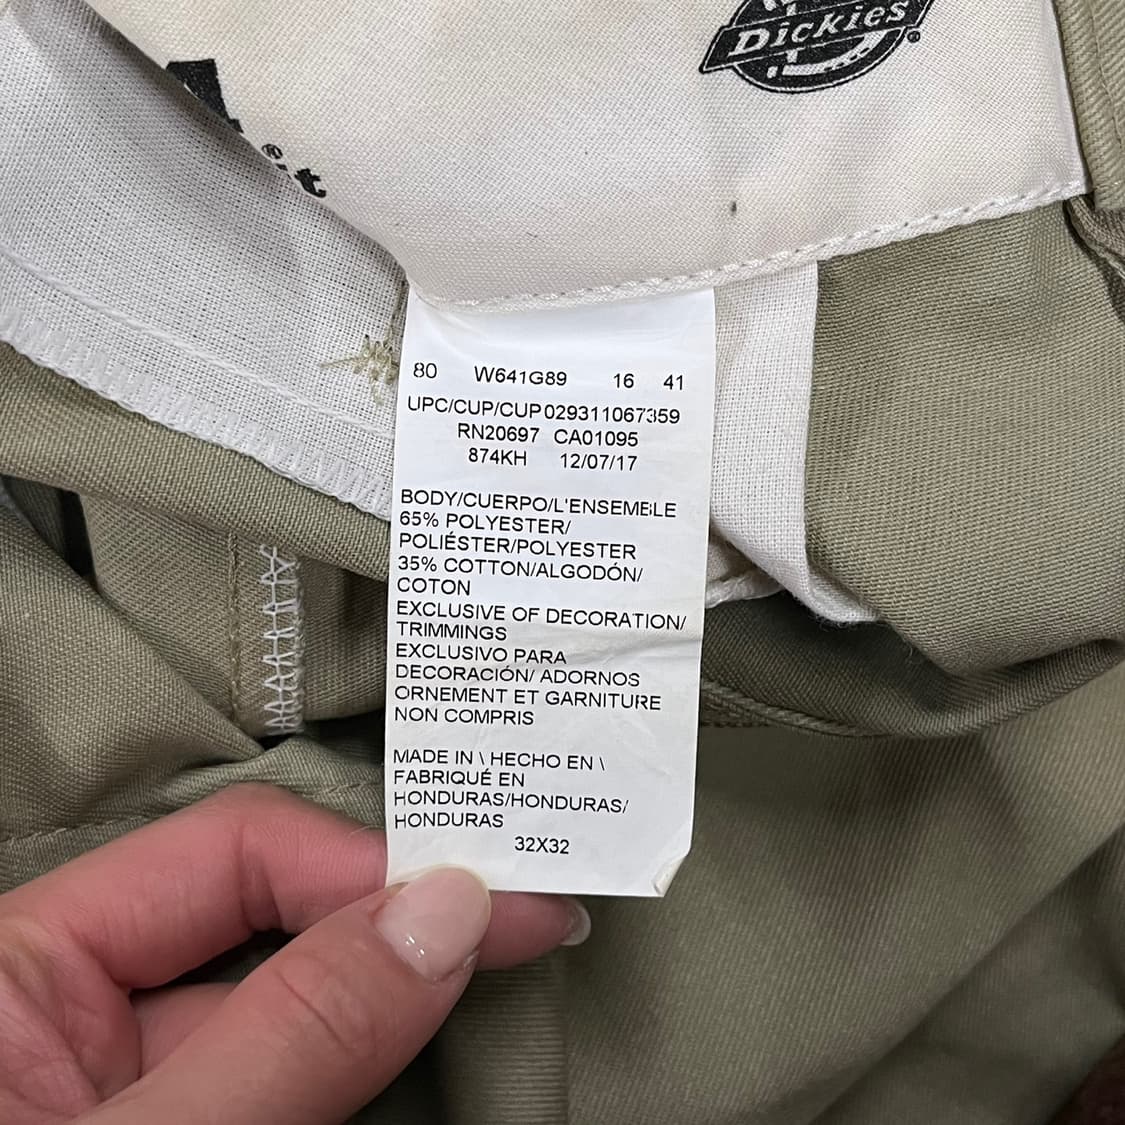 Dickies®
®
it
80 W641G89 16 41
UPC/CUP/CUP 029311067359
RN20697 CA01095
874KH 12/07/17
BODY/CUERPO/L'ENSEMBLE
65% POLYESTER/
POLIÉSTER/POLYESTER
35% COTTON/ALGODÓN/
COTON
EXCLUSIVE OF DECORATION/
TRIMMINGS
EXCLUSIVO PARA
DECORACIÓN/ ADORNOS
ORNEMENT ET GARNITURE
NON COMPRIS
MADE IN \ HECHO EN \
FABRIQUÉ EN
HONDURAS/HONDURAS/
HONDURAS
32X32